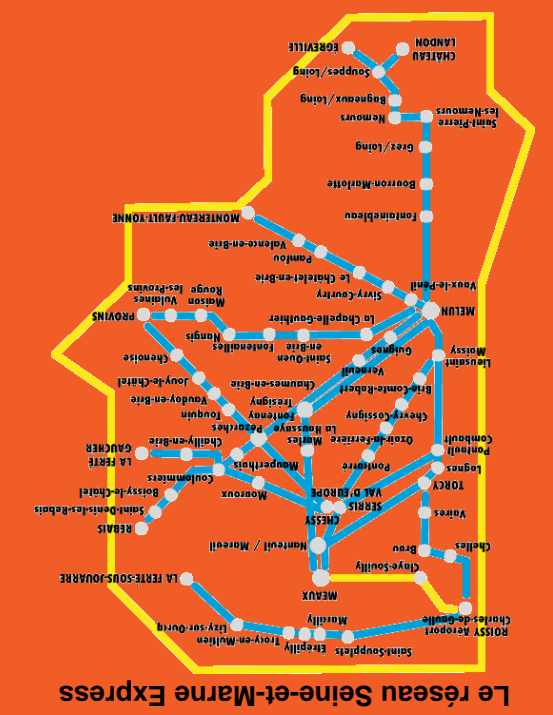 Le réseau Seine-et-Marne Express
Saint-Soupplets
Étrépilly
Marcilly
Trocy-en-Multien
Lizy-sur-Ourcq
LA FERTÉ-SOUS-JOUARRE
ROISSY Aéroport
Charles-de-Gaulle
MEAUX
Claye-Souilly
Nanteuil / Mareuil
Brou
Chelles
Vaires
TORCY
Lognes
Pontault
Combault
CHESSY
SERRIS
VAL D'EUROPE
REBAIS
Saint-Denis-les-Rebais
Boissy-le-Châtel
Coulommiers
Mouroux
LA FERTÉ
GAUCHER
Chailly-en-Brie
Mauperthuis
Pézarches
Marles
La Houssaye
Fontenay
Tresigny
Pontcarré
Ozoir-la-Ferrière
Chevry-Cossigny
Brie-Comte-Robert
Lieusaint
Moissy
Touquin
Vaudoy-en-Brie
Jouy-le-Châtel
Chenoise
PROVINS
Vulaines
les-Provins
Maison
Rouge
Nangis
Fontenailles
Saint-Ouen
en-Brie
La Chapelle-Gauthier
Chaumes-en-Brie
Verneuil
Guignes
MELUN
Vaux-le-Pénil
Sivry-Courtry
Le Chatelet-en-Brie
Pamfou
Valence-en-Brie
MONTEREAU-FAULT-YONNE
Fontainebleau
Bourron-Marlotte
Grez/Loing
Saint-Pierre
les-Nemours
Nemours
Bagneaux/Loing
Souppes/Loing
CHÂTEAU
LANDON
ÉGREVILLE